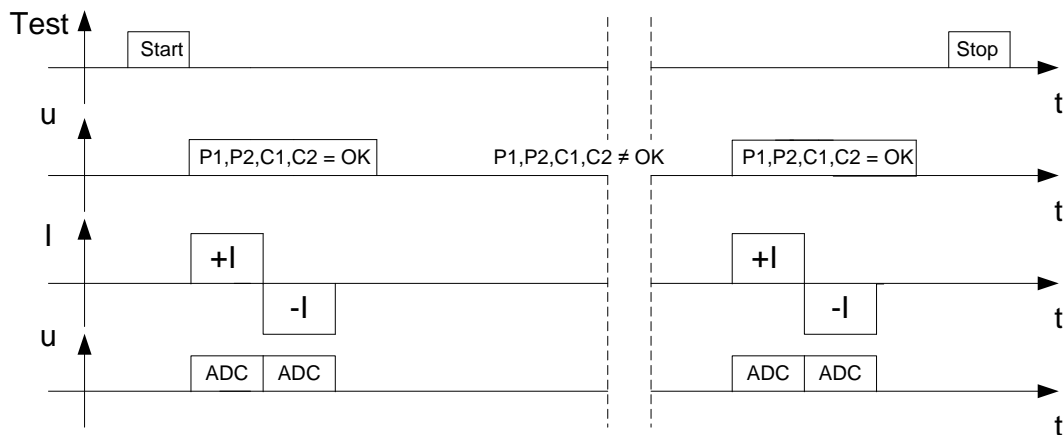 Test
Start
Stop
t
u
P1,P2,C1,C2 = OK
P1,P2,C1,C2 ≠ OK
P1,P2,C1,C2 = OK
t
I
+I
-I
+I
-I
t
u
ADC
ADC
ADC
ADC
t